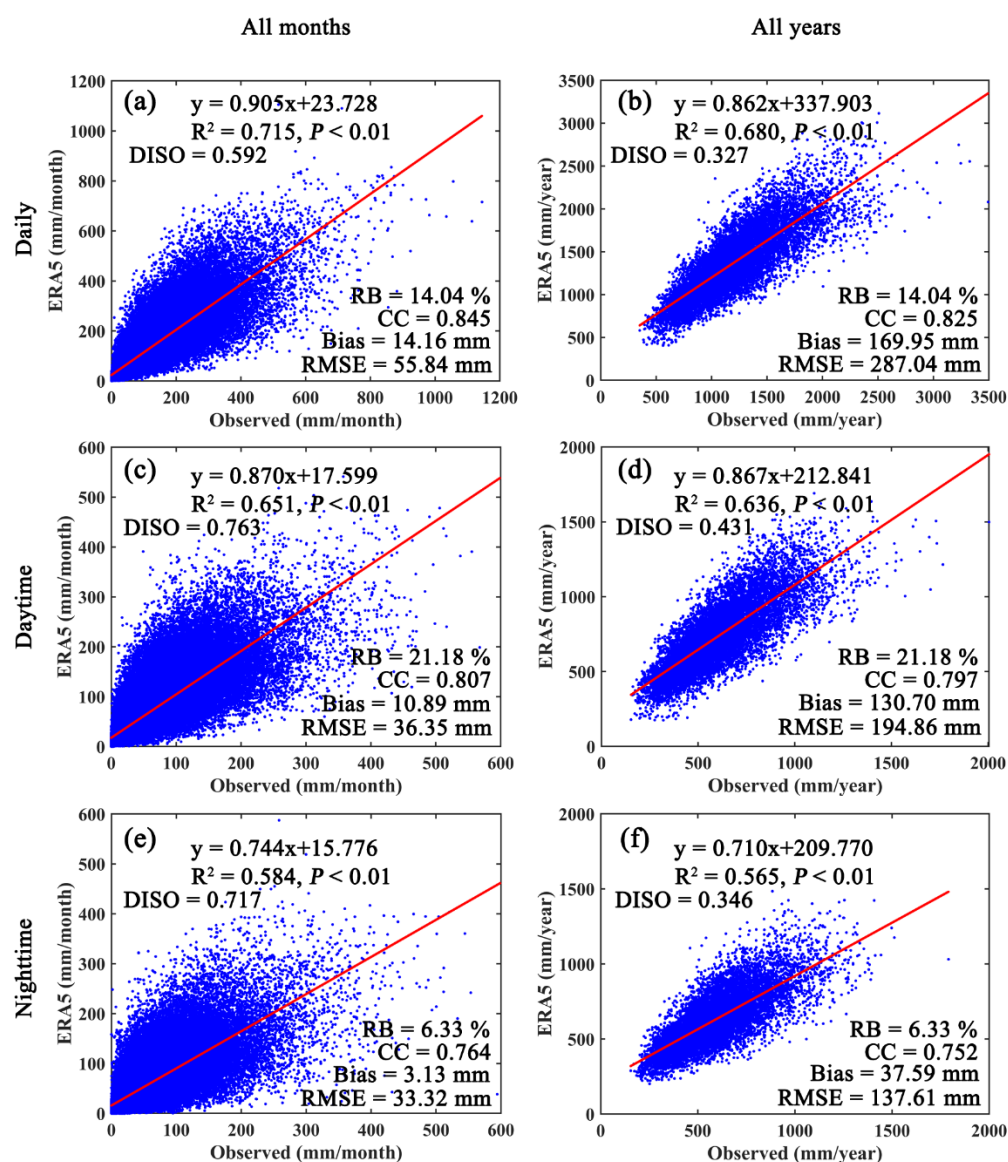 All months
All years
Daily
(a)
y = 0.905x+23.728
R² = 0.715, P < 0.01
DISO = 0.592
RB = 14.04 %
CC = 0.845
Bias = 14.16 mm
RMSE = 55.84 mm
ERA5 (mm/month)
1200
1000
800
600
400
200
0
0 200 400 600 800 1000 1200
Observed (mm/month)
(b)
y = 0.862x+337.903
R² = 0.680, P < 0.01
DISO = 0.327
RB = 14.04 %
CC = 0.825
Bias = 169.95 mm
RMSE = 287.04 mm
ERA5 (mm/year)
3500
3000
2500
2000
1500
1000
500
0
0 500 1000 1500 2000 2500 3000 3500
Observed (mm/year)
Daytime
(c)
y = 0.870x+17.599
R² = 0.651, P < 0.01
DISO = 0.763
RB = 21.18 %
CC = 0.807
Bias = 10.89 mm
RMSE = 36.35 mm
ERA5 (mm/month)
600
500
400
300
200
100
0
0 100 200 300 400 500 600
Observed (mm/month)
(d)
y = 0.867x+212.841
R² = 0.636, P < 0.01
DISO = 0.431
RB = 21.18 %
CC = 0.797
Bias = 130.70 mm
RMSE = 194.86 mm
ERA5 (mm/year)
2000
1500
1000
500
0
0 500 1000 1500 2000
Observed (mm/year)
Nighttime
(e)
y = 0.744x+15.776
R² = 0.584, P < 0.01
DISO = 0.717
RB = 6.33 %
CC = 0.764
Bias = 3.13 mm
RMSE = 33.32 mm
ERA5 (mm/month)
600
500
400
300
200
100
0
0 100 200 300 400 500 600
Observed (mm/month)
(f)
y = 0.710x+209.770
R² = 0.565, P < 0.01
DISO = 0.346
RB = 6.33 %
CC = 0.752
Bias = 37.59 mm
RMSE = 137.61 mm
ERA5 (mm/year)
2000
1500
1000
500
0
0 500 1000 1500 2000
Observed (mm/year)